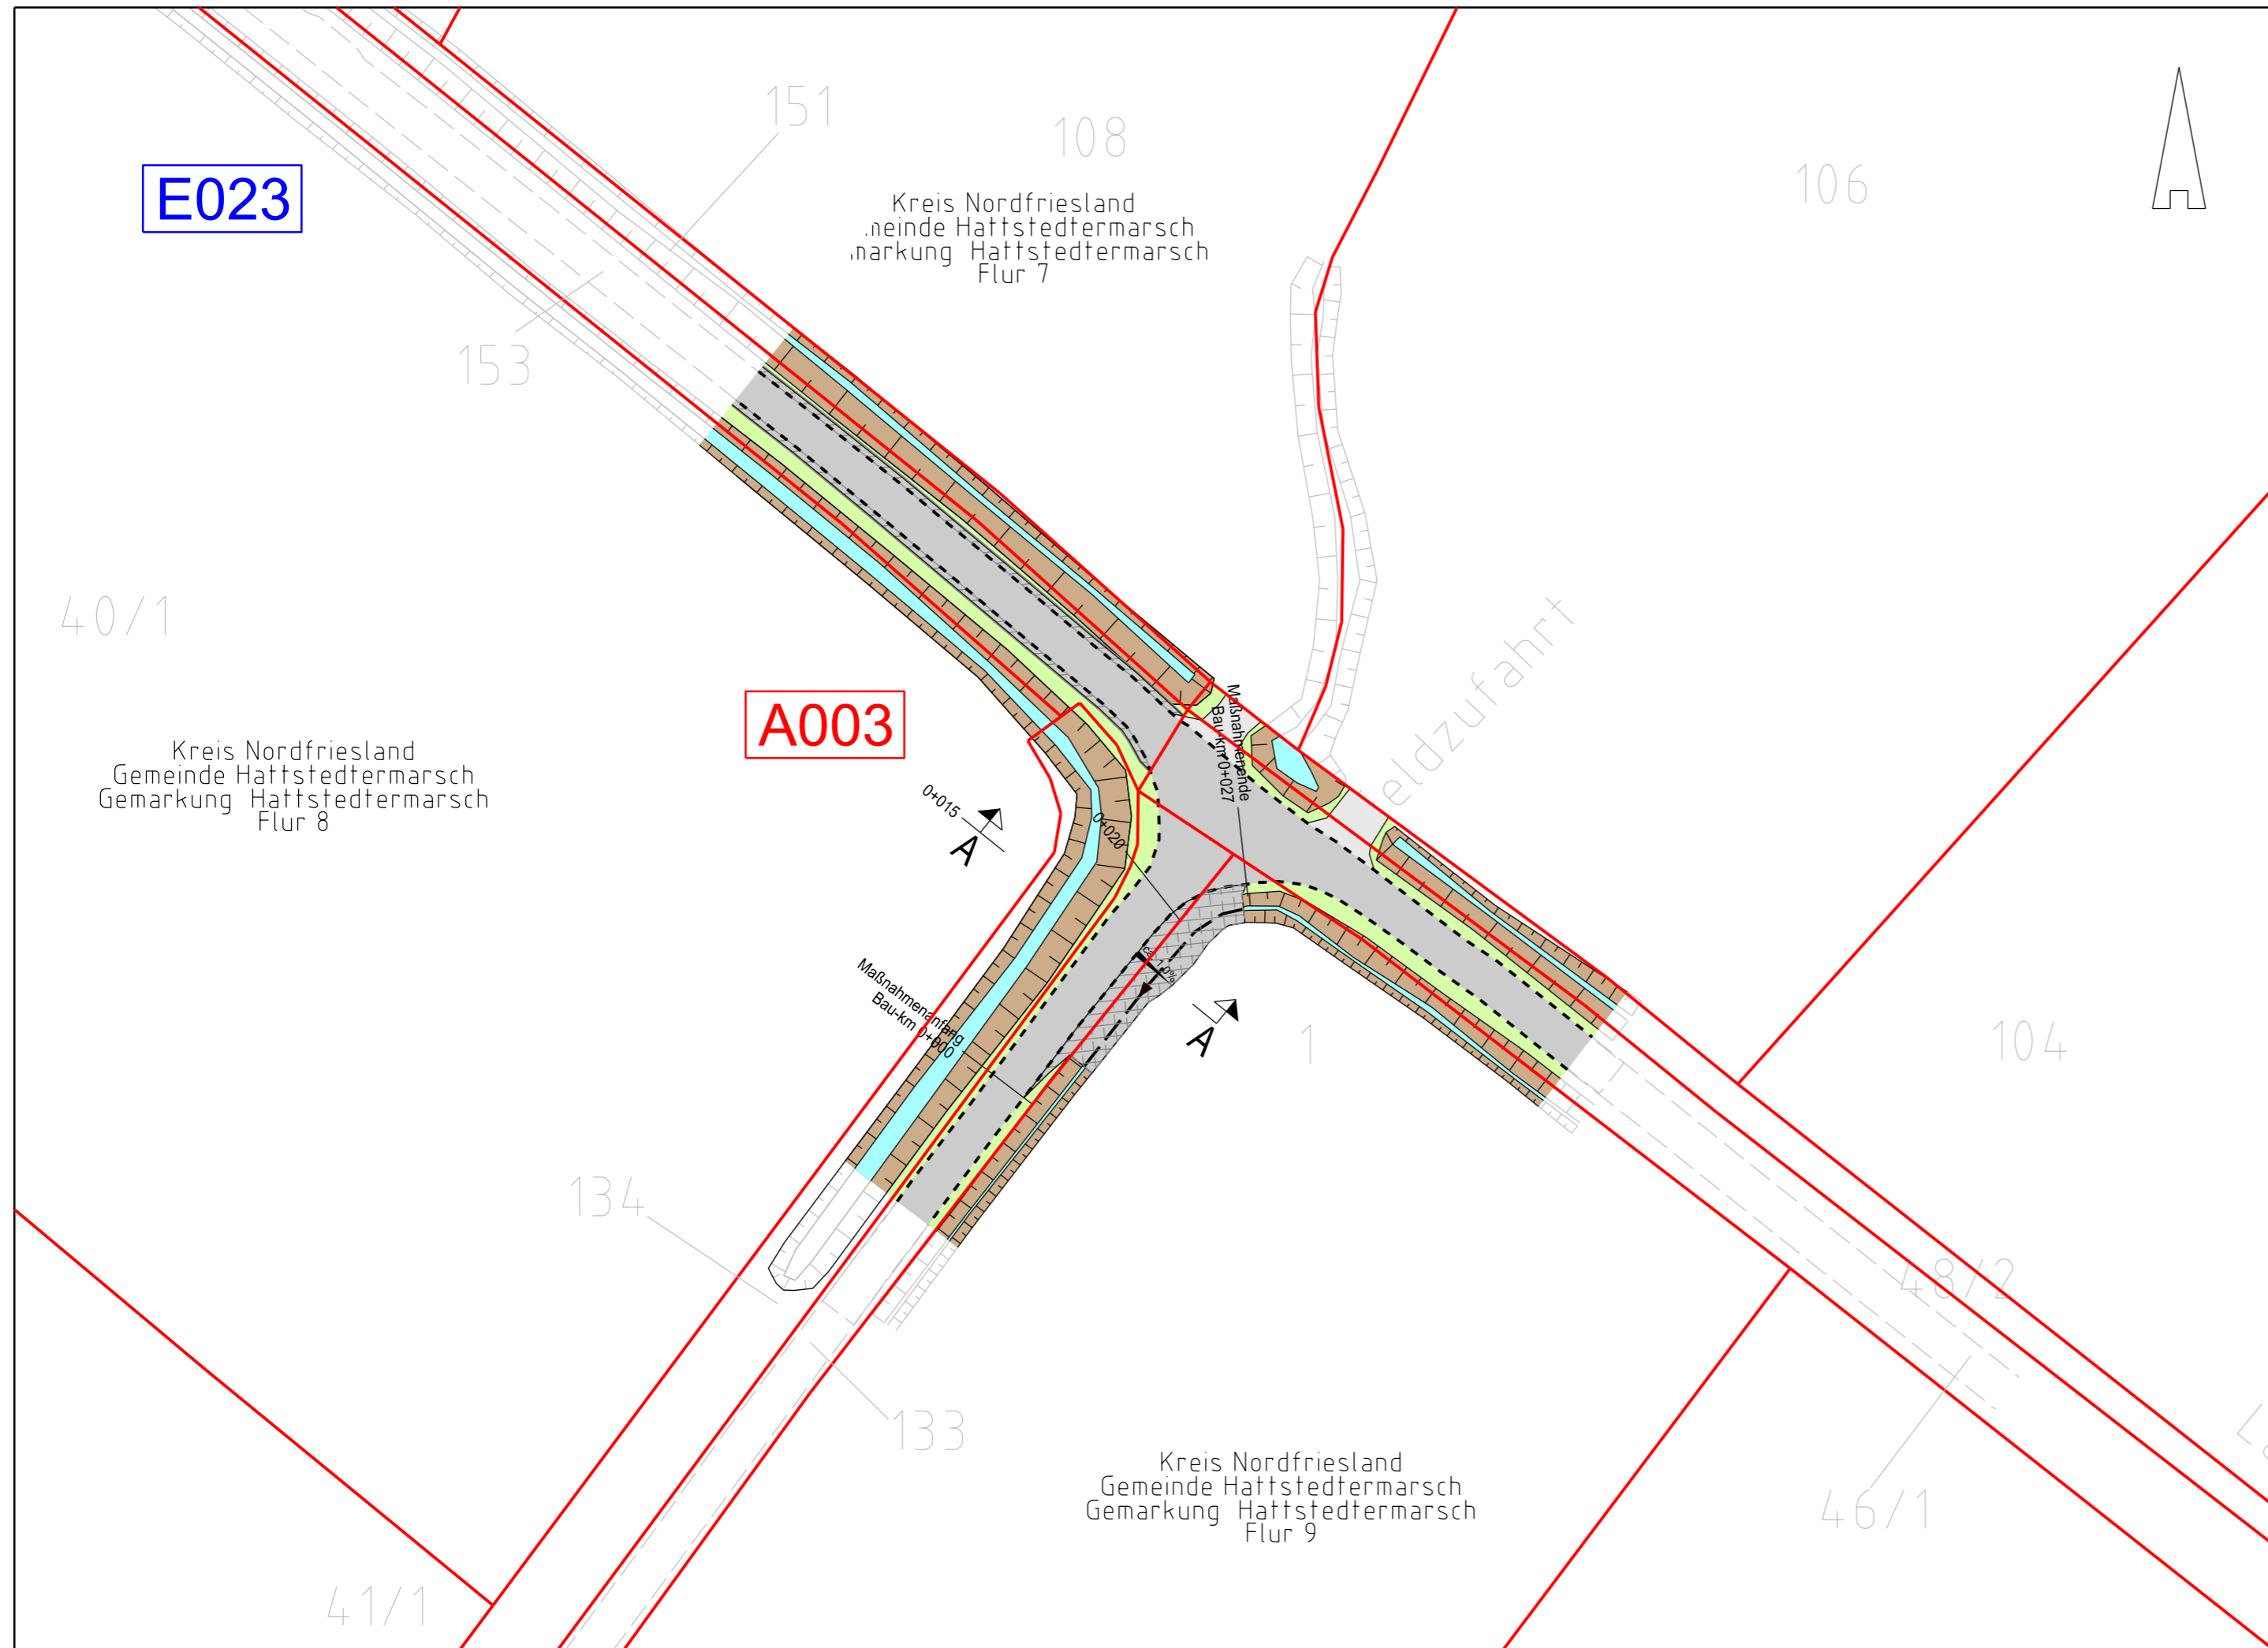 151
108
106
E023
Kreis Nordfriesland
neinde Hattstedtermarsch
markung Hattstedtermarsch
Flur 7
153
40/1
eldzufahrt
A003
Maßnahmenende
Bau-km 0+027
Kreis Nordfriesland
Gemeinde Hattstedtermarsch
Gemarkung Hattstedtermarsch
Flur 8
0+015
A
0+020
Maßnahmenanfang
Bau-km 0+000
A
1
104
134
48/2
133
Kreis Nordfriesland
Gemeinde Hattstedtermarsch
Gemarkung Hattstedtermarsch
Flur 9
46/1
41/1